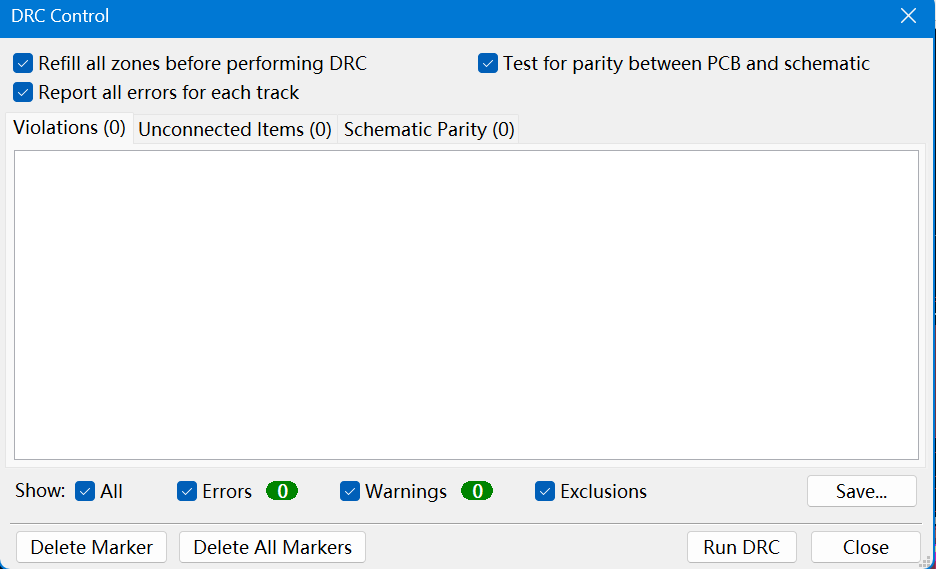 DRC Control
Refill all zones before performing DRC Test for parity between PCB and schematic
Report all errors for each track
Violations (0) Unconnected Items (0) Schematic Parity (0)
Show: All Errors 0 Warnings 0 Exclusions Save...
Delete Marker Delete All Markers Run DRC Close